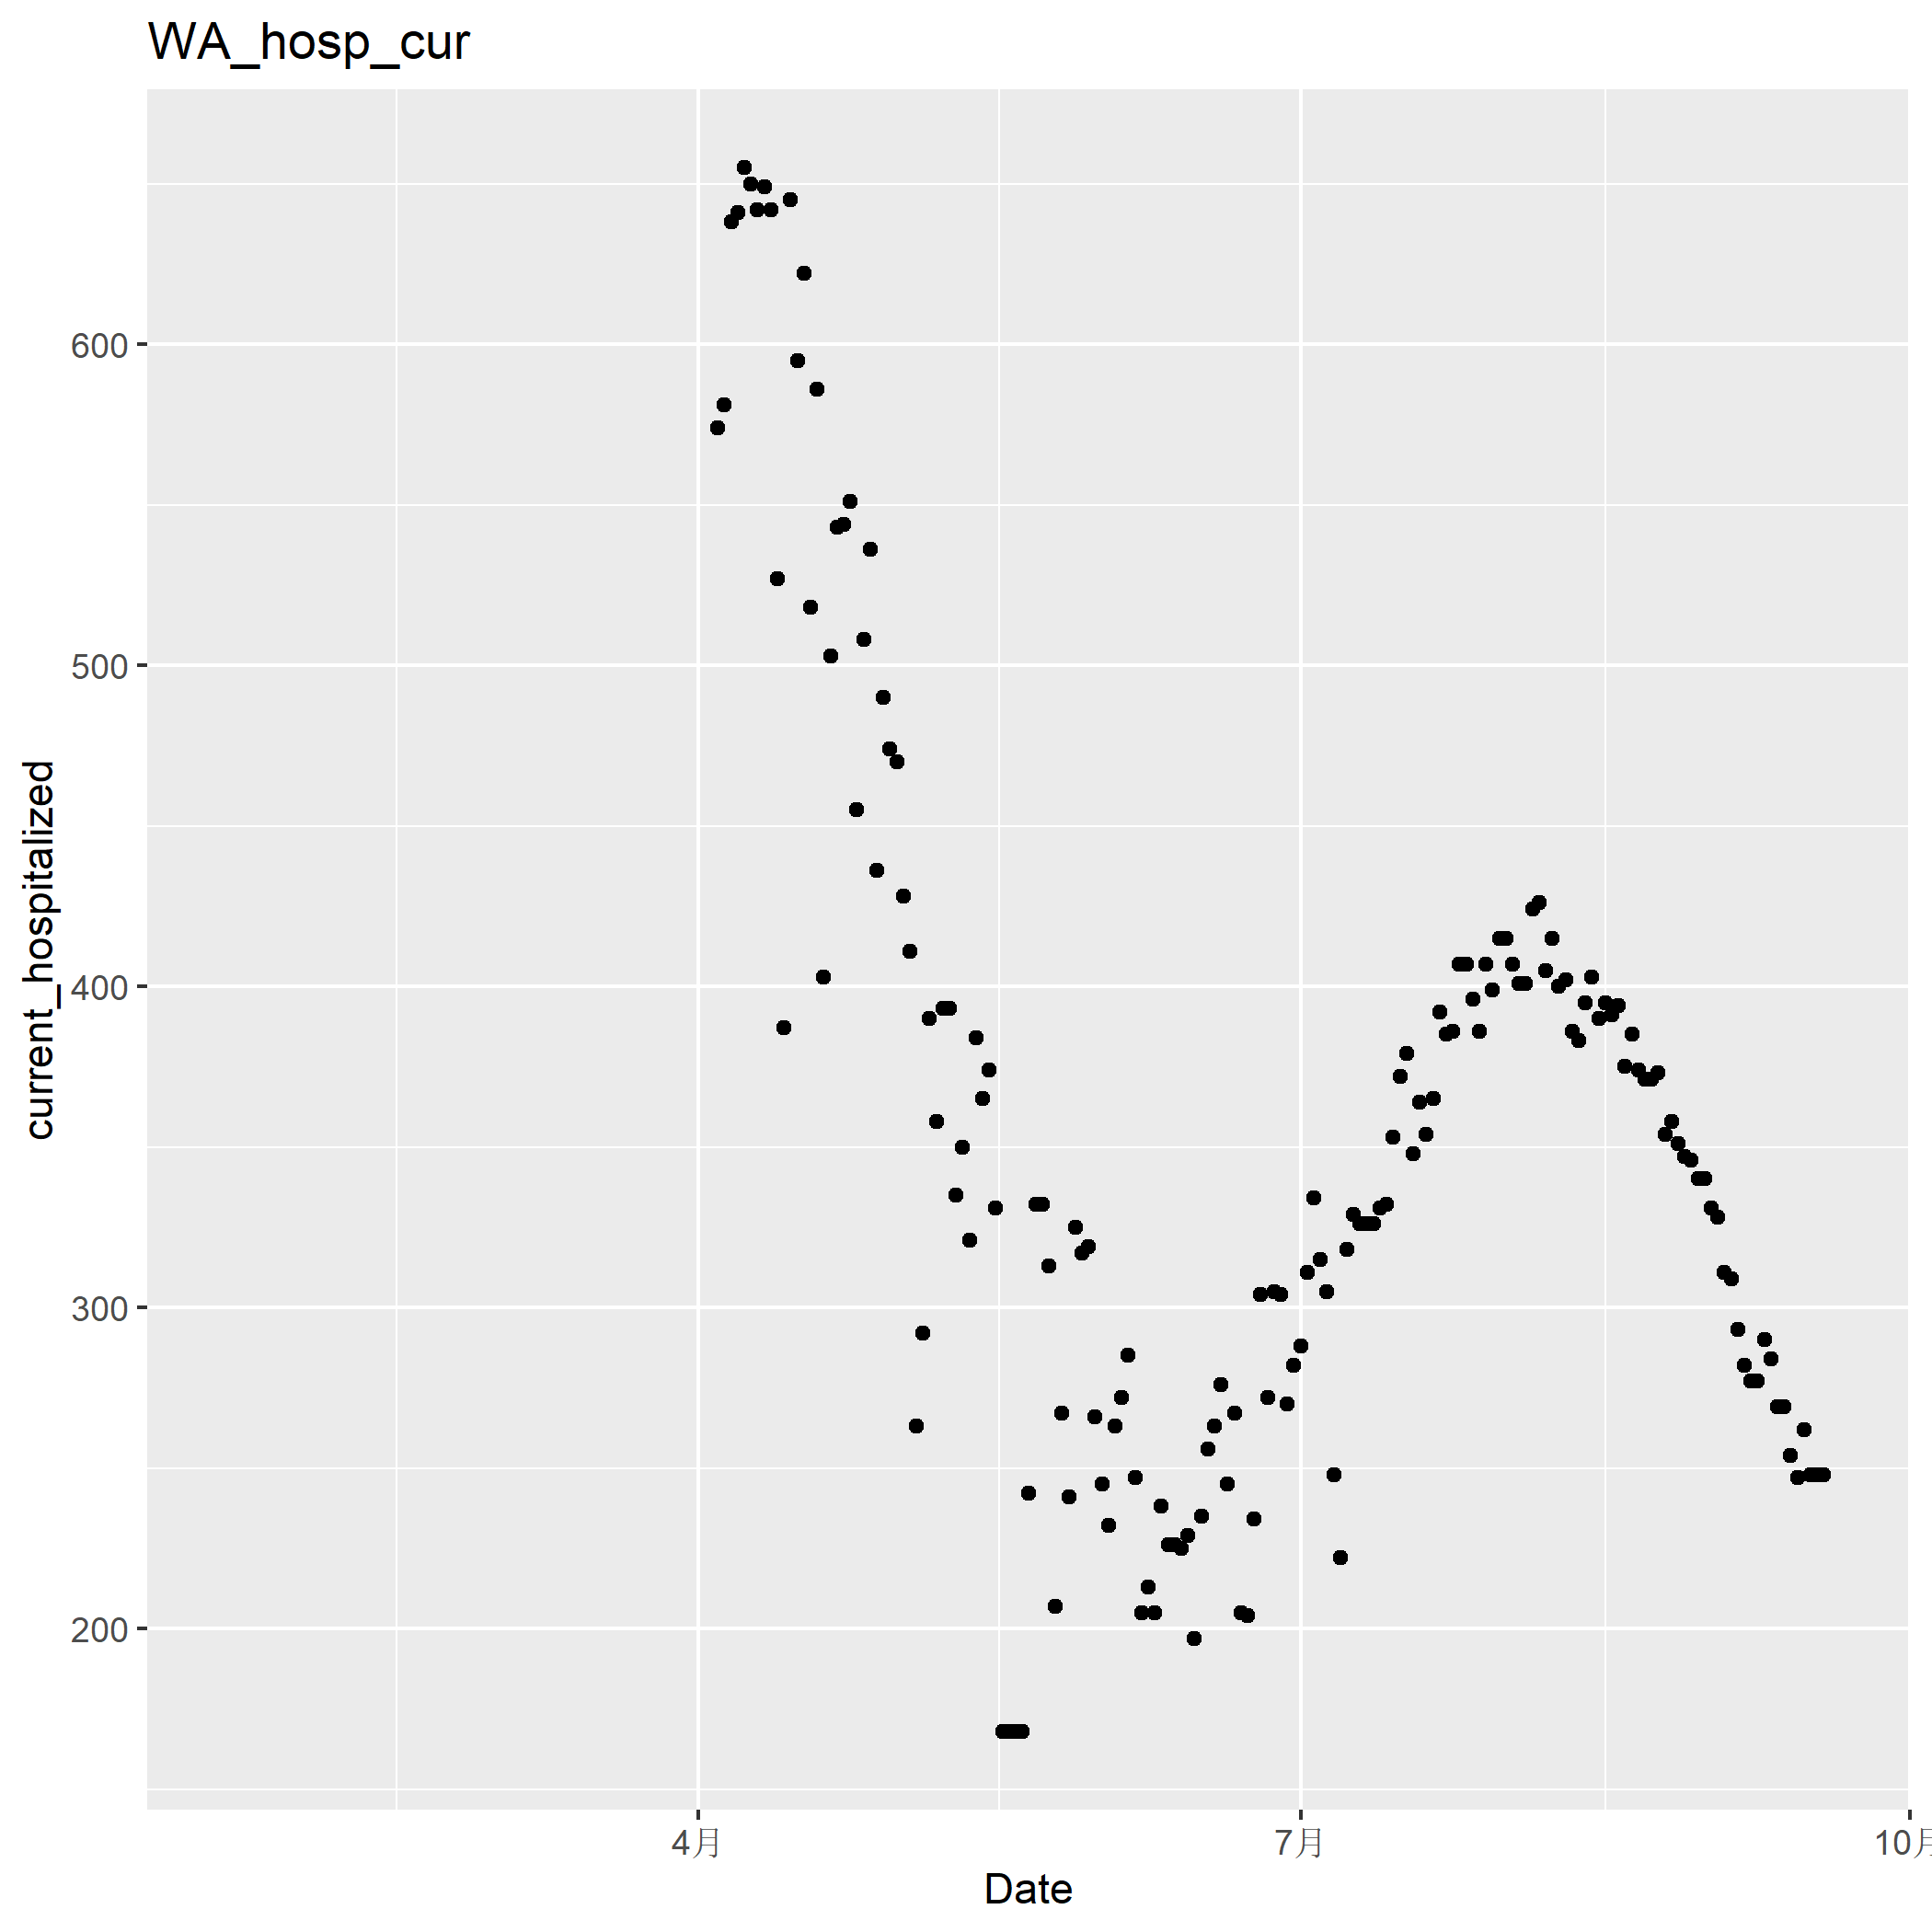 WA_hosp_cur
current_hospitalized
600
500
400
300
200
4月
7月
10月
Date